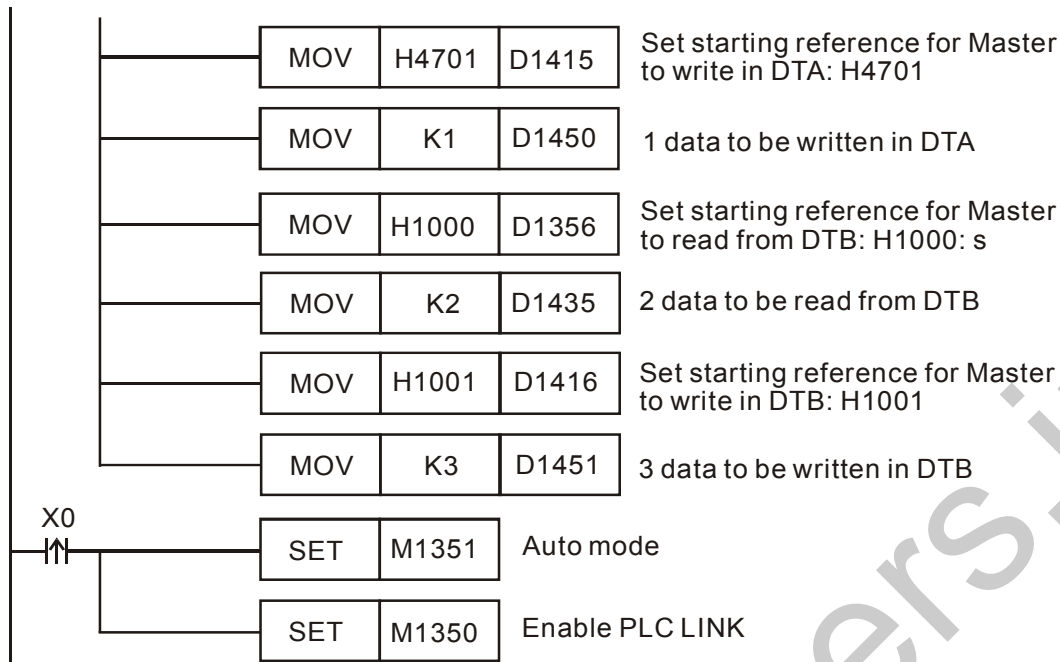 MOV H4701 D1415 Set starting reference for Master
to write in DTA: H4701
MOV K1 D1450 1 data to be written in DTA
MOV H1000 D1356 Set starting reference for Master
to read from DTB: H1000: s
MOV K2 D1435 2 data to be read from DTB
MOV H1001 D1416 Set starting reference for Master
to write in DTB: H1001
MOV K3 D1451 3 data to be written in DTB
X0
SET M1351 Auto mode
SET M1350 Enable PLC LINK
ers.i